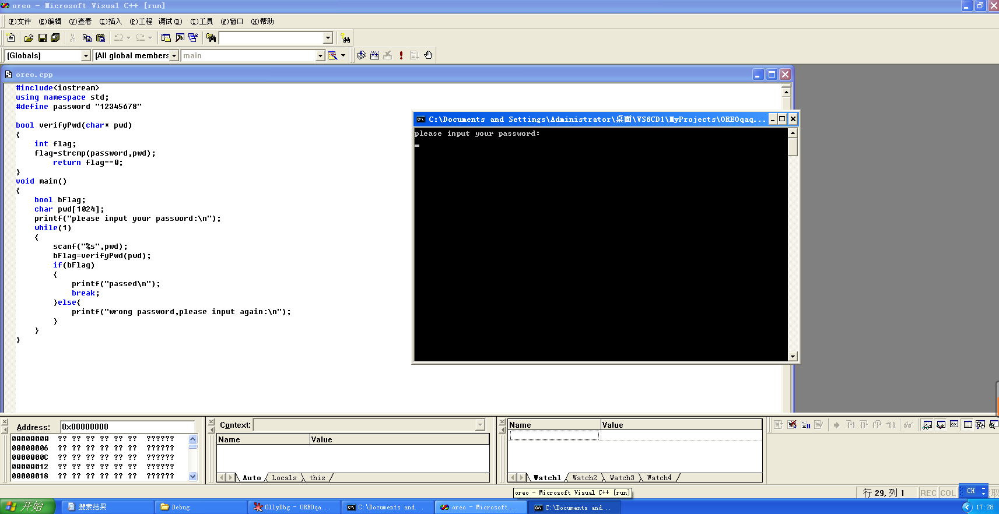 oreo - Microsoft Visual C++ [run]
(F)文件 (E)编辑 (V)查看 (I)插入 (P)工程 调试(D) (T)工具 (W)窗口 (H)帮助
(Globals) (All global members main
oreo.cpp
#include<iostream>
using namespace std;
#define password "12345678"
bool verifyPwd(char* pwd)
{
int flag;
flag=strcmp(password,pwd);
return flag==0;
}
void main()
{
bool bFlag;
char pwd[1024];
printf("please input your password:\n");
while(1)
{
scanf("%s",pwd);
bFlag=verifyPwd(pwd);
if(bFlag)
{
printf("passed\n");
break;
}else{
printf("wrong password,please input again:\n");
}
}
}
C:\Documents and Settings\Administrator\桌面\VS6CD1\MyProjects\OREOqaq...
please input your password:
Address: 0x00000000
00000000 ?? ?? ?? ?? ?? ?? ??????
00000006 ?? ?? ?? ?? ?? ?? ??????
0000000C ?? ?? ?? ?? ?? ?? ??????
00000012 ?? ?? ?? ?? ?? ?? ??????
00000018 ?? ?? ?? ?? ?? ?? ??????
Context:
Name Value
Auto Locals this
Name Value
Watch1 Watch2 Watch3 Watch4
oreo - Microsoft Visual C++ [run]
行 29, 列 1 REC COL
CH
开始 搜索结果 Debug OllyDbg - OREOqa... C:\Documents and... oreo - Microsoft... C:\Documents and... 17:28